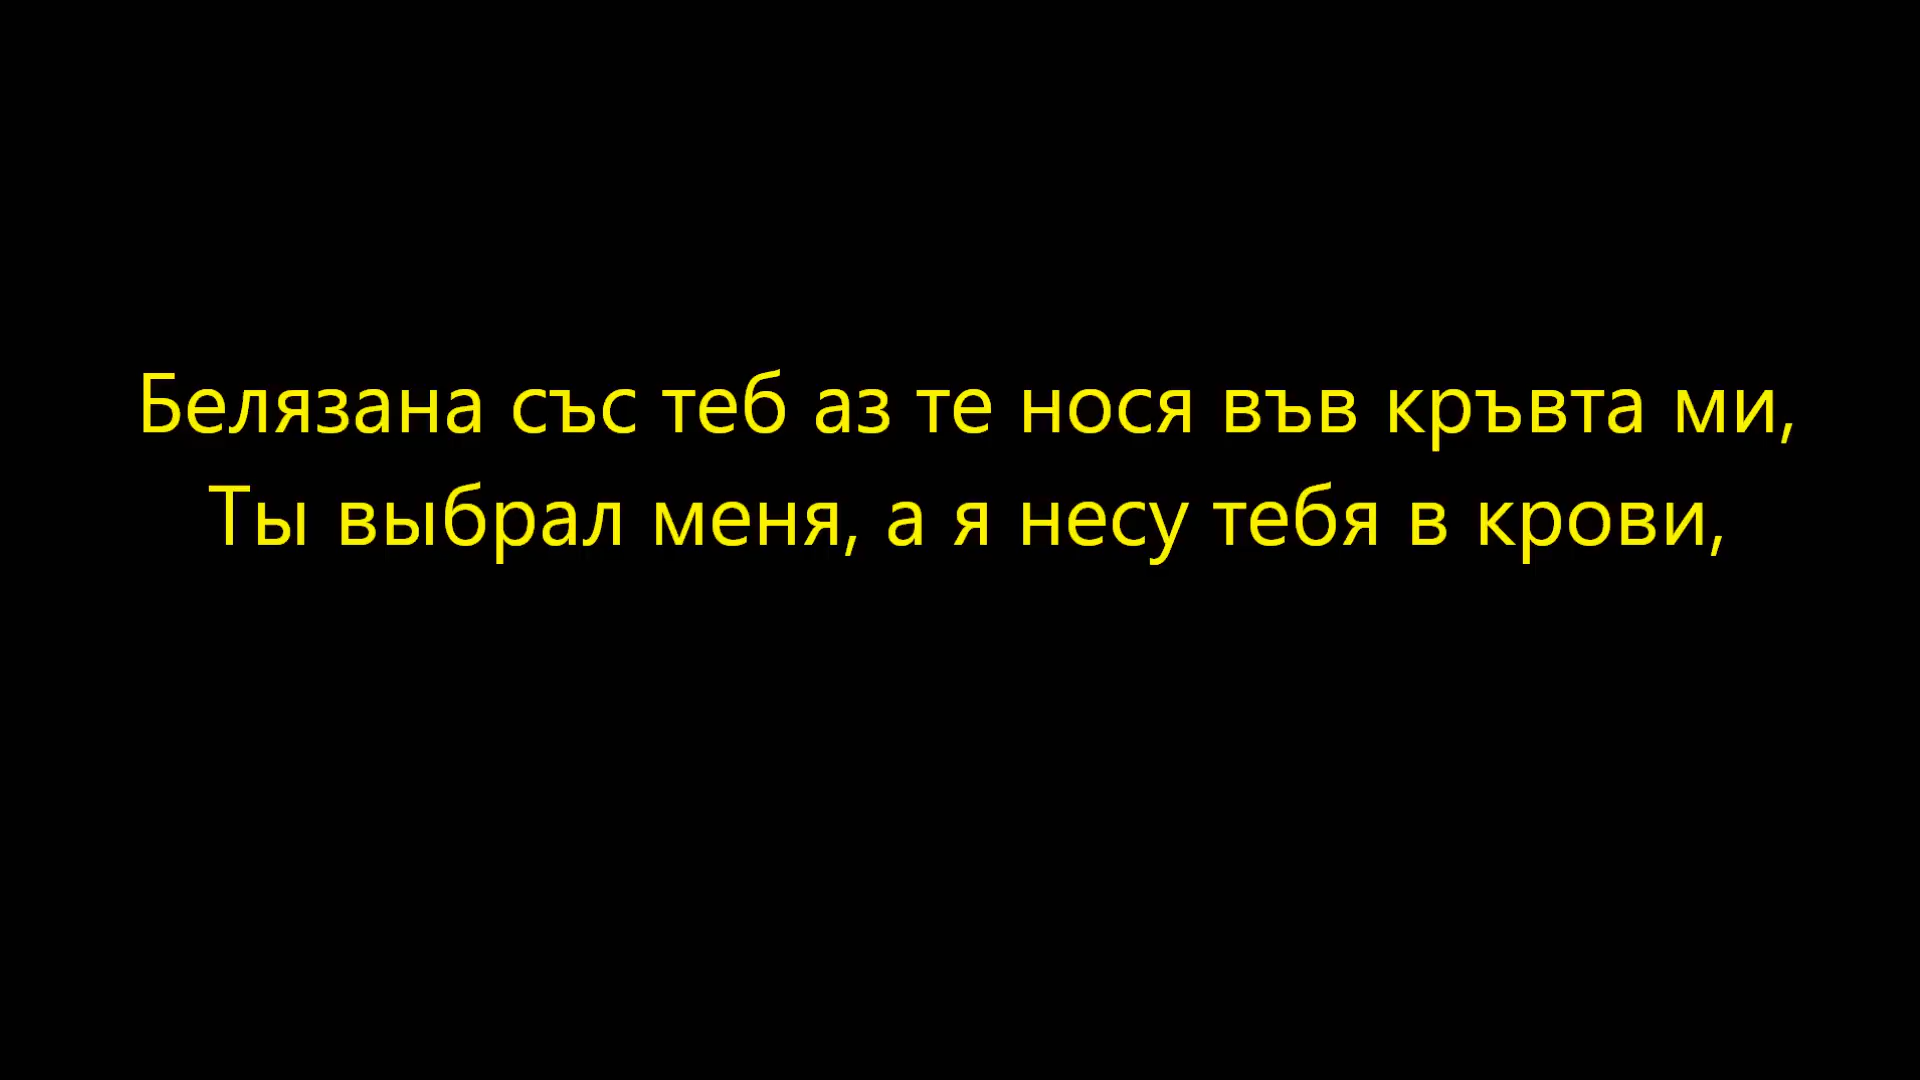 Белязана със теб аз те нося във кръвта ми,
Ты выбрал меня, а я несу тебя в крови,